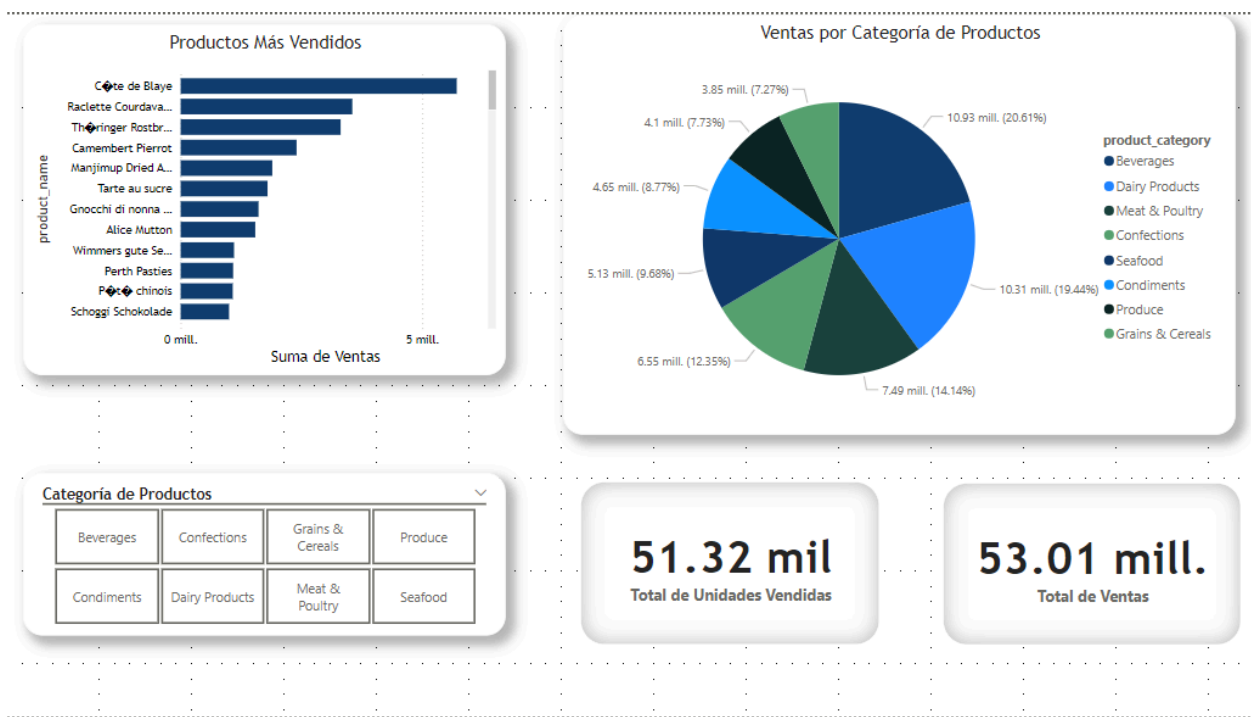 Productos Más Vendidos
product_name
C�te de Blaye
Raclette Courdava...
Th�ringer Rostbr...
Camembert Pierrot
Manjimup Dried A...
Tarte au sucre
Gnocchi di nonna ...
Alice Mutton
Wimmers gute Se...
Perth Pasties
P�t� chinois
Schoggi Schokolade
0 mill.
5 mill.
Suma de Ventas
Ventas por Categoría de Productos
3.85 mill. (7.27%)
10.93 mill. (20.61%)
4.1 mill. (7.73%)
4.65 mill. (8.77%)
5.13 mill. (9.68%)
10.31 mill. (19.44%)
6.55 mill. (12.35%)
7.49 mill. (14.14%)
product_category
Beverages
Dairy Products
Meat & Poultry
Confections
Seafood
Condiments
Produce
Grains & Cereals
Categoría de Productos
Beverages
Confections
Grains &
Cereals
Produce
Condiments
Dairy Products
Meat &
Poultry
Seafood
51.32 mil
Total de Unidades Vendidas
53.01 mill.
Total de Ventas